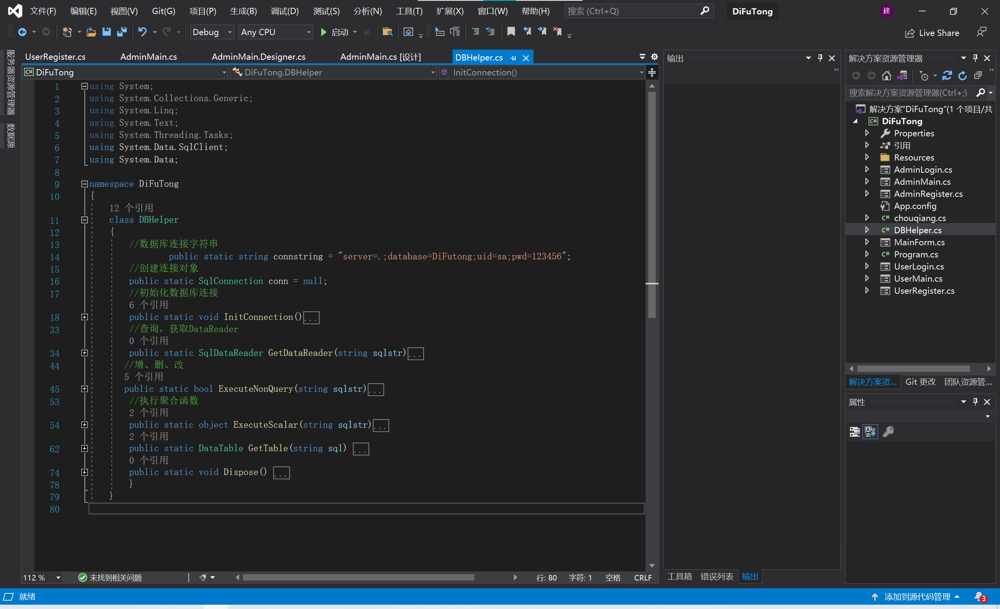 文件(F) 编辑(E) 视图(V) Git(G) 项目(P) 生成(B) 调试(D) 测试(S) 分析(N) 工具(T) 扩展(X) 窗口(W) 帮助(H) 搜索 (Ctrl+Q) DiFuTong 建
Debug Any CPU 启动 Live Share
服务器资源管理器
数据源
UserRegister.cs AdminMain.cs AdminMain.Designer.cs AdminMain.cs [设计] DBHelper.cs
DiFuTong DiFuTong.DBHelper InitConnection()
1 using System;
2 using System.Collections.Generic;
3 using System.Linq;
4 using System.Text;
5 using System.Threading.Tasks;
6 using System.Data.SqlClient;
7 using System.Data;
8
9 namespace DiFuTong
10 {
12 个引用
11 class DBHelper
12 {
13 //数据库连接字符串
14 public static string connstring = "server=.;database=DiFutong;uid=sa;pwd=123456";
15 //创建连接对象
16 public static SqlConnection conn = null;
17 //初始化数据库连接
6 个引用
18 public static void InitConnection()...
33 //查询，获取DataReader
0 个引用
34 public static SqlDataReader GetDataReader(string sqlstr)...
44 //增、删、改
5 个引用
45 public static bool ExecuteNonQuery(string sqlstr)...
53 //执行聚合函数
2 个引用
54 public static object ExecuteScalar(string sqlstr)...
2 个引用
62 public static DataTable GetTable(string sql) ...
0 个引用
74 public static void Dispose() ...
78 }
79 }
80
112 % 未找到相关问题 行: 80 字符: 1 空格 CRLF
输出
工具箱 错误列表 输出
解决方案资源管理器
搜索解决方案资源管理器(Ctrl+;)
解决方案"DiFuTong"(1 个项目/共
C# DiFuTong
Properties
引用
Resources
AdminLogin.cs
AdminMain.cs
AdminRegister.cs
App.config
C# chouqiang.cs
C# DBHelper.cs
MainForm.cs
C# Program.cs
UserLogin.cs
UserMain.cs
UserRegister.cs
解决方案资... Git 更改 团队资源管...
属性
就绪 添加到源代码管理 3